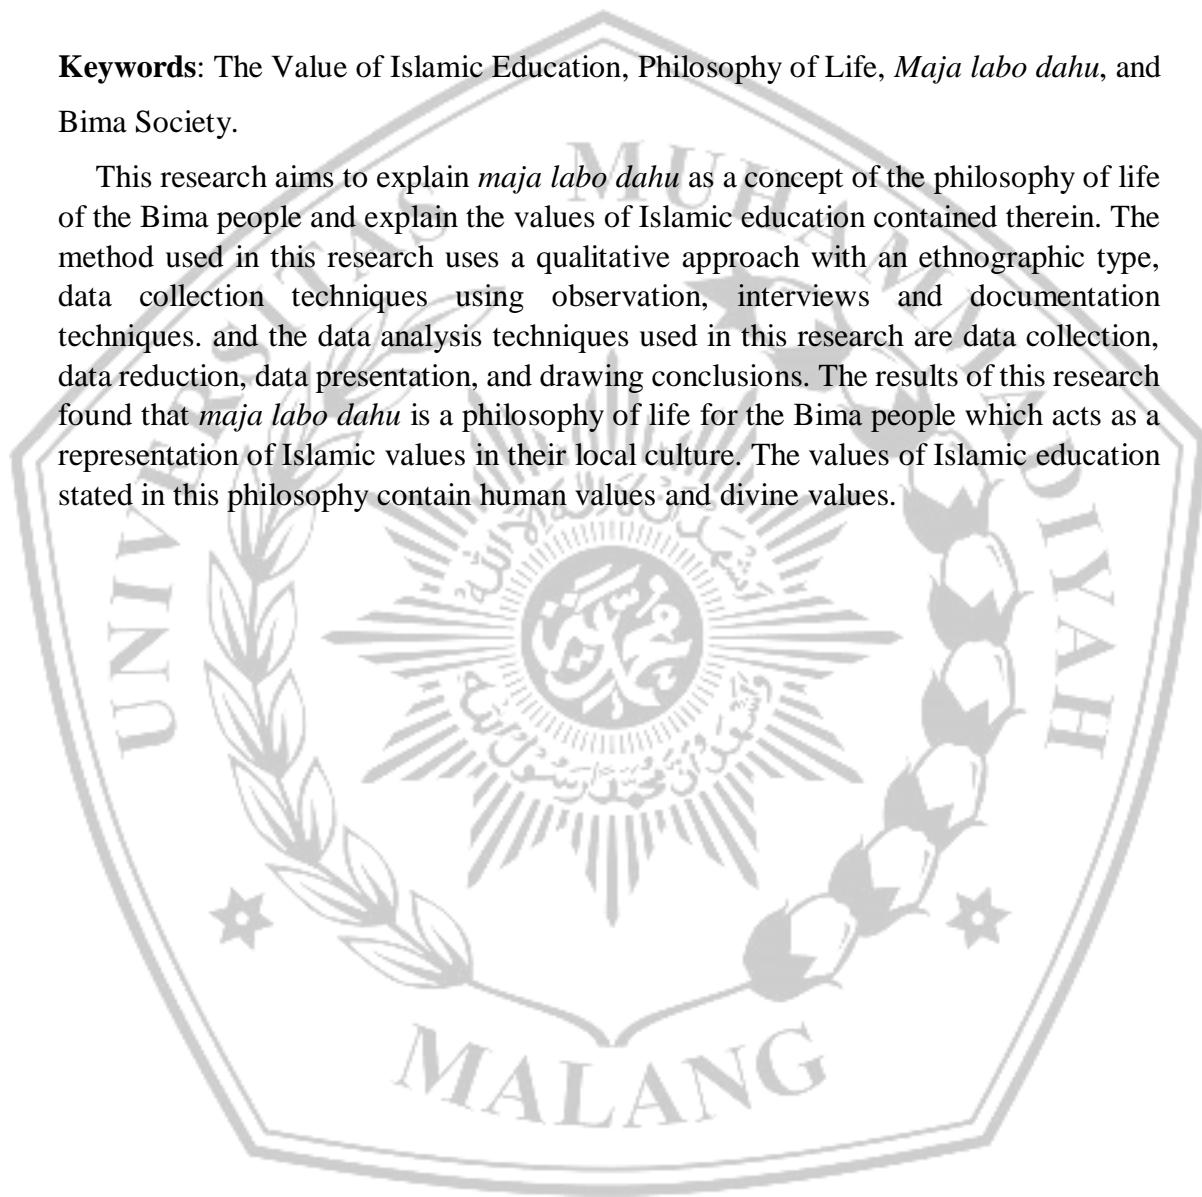 Keywords: The Value of Islamic Education, Philosophy of Life, Maja labo dahu, and
Bima Society.
This research aims to explain maja labo dahu as a concept of the philosophy of life
of the Bima people and explain the values of Islamic education contained therein. The
method used in this research uses a qualitative approach with an ethnographic type,
data collection techniques using observation, interviews and documentation
techniques. and the data analysis techniques used in this research are data collection,
data reduction, data presentation, and drawing conclusions. The results of this research
found that maja labo dahu is a philosophy of life for the Bima people which acts as a
representation of Islamic values in their local culture. The values of Islamic education
stated in this philosophy contain human values and divine values.
UNIVERSITAS MUHAMMADIYAH
MALANG